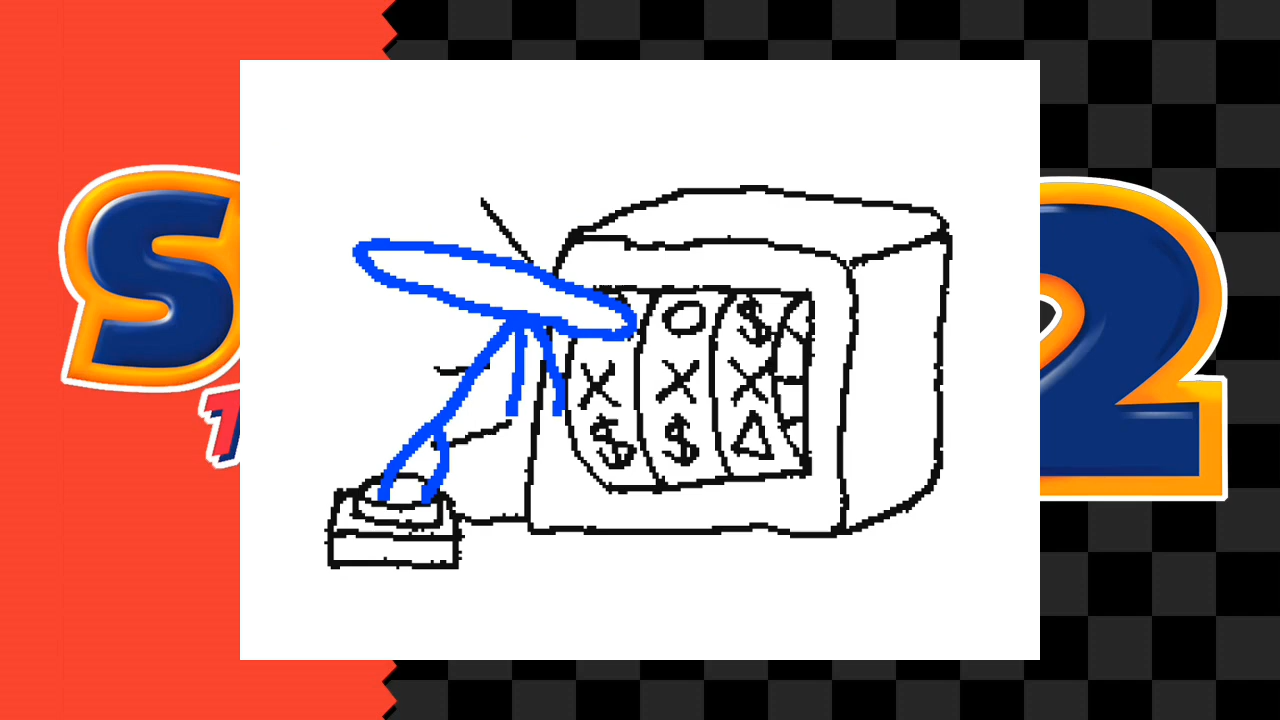 S 2
T
O $
X X X
$ $ △